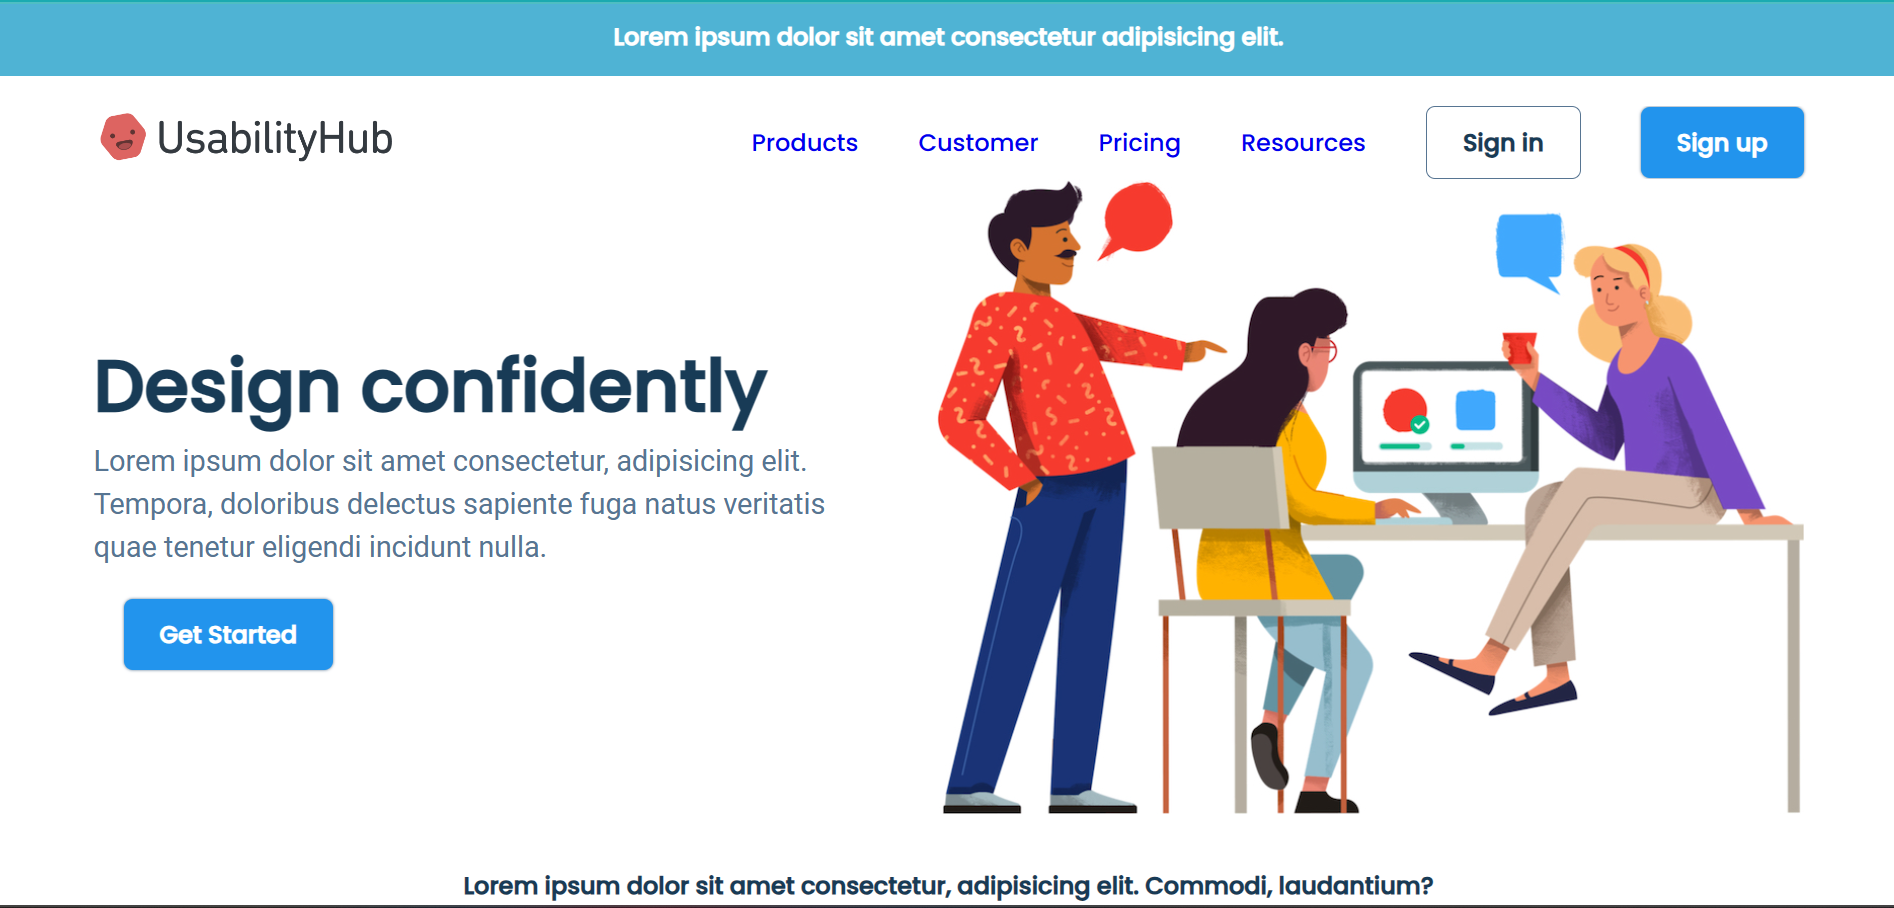 Lorem ipsum dolor sit amet consectetur adipisicing elit.
UsabilityHub
Products
Customer
Pricing
Resources
Sign in
Sign up
Design confidently
Lorem ipsum dolor sit amet consectetur, adipisicing elit.
Tempora, doloribus delectus sapiente fuga natus veritatis
quae tenetur eligendi incidunt nulla.
Get Started
Lorem ipsum dolor sit amet consectetur, adipisicing elit. Commodi, laudantium?